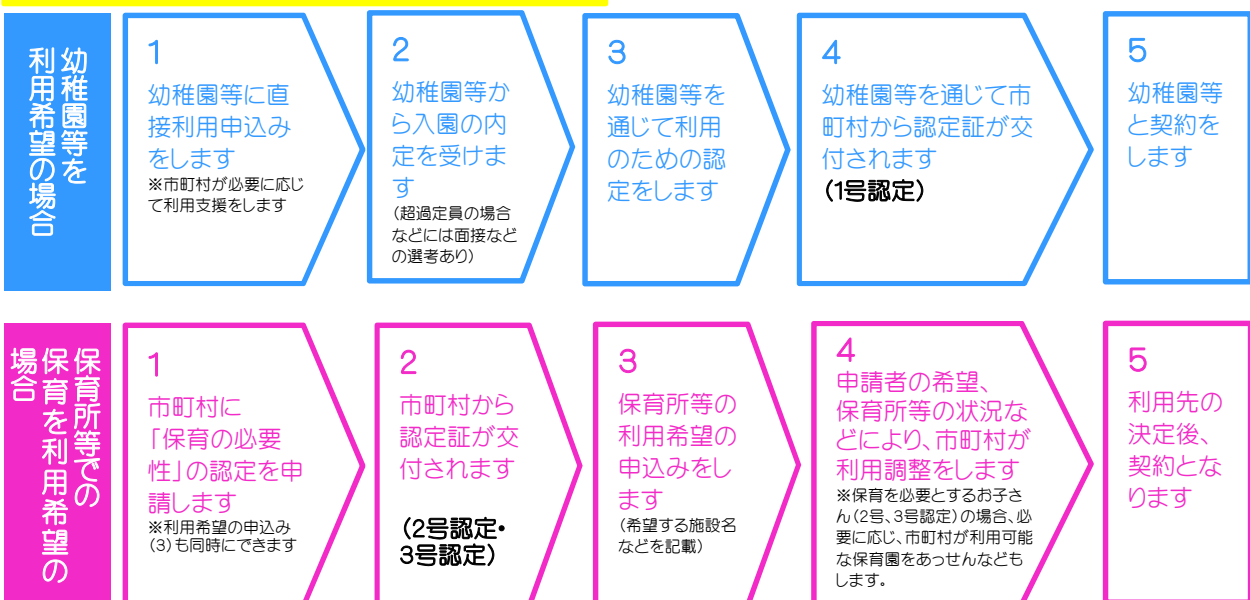 幼稚園等を
利用希望の場合
1
幼稚園等に直
接利用申込み
をします
※市町村が必要に応じ
て利用支援をします
2
幼稚園等か
ら入園の内
定を受けま
す
(超過定員の場合
などには面接など
の選考あり)
3
幼稚園等を
通じて利用
のための認
定をします
4
幼稚園等を通じて市
町村から認定証が交
付されます
(1号認定)
5
幼稚園等
と契約を
します
保育所等での
保育を利用希望の
場合
1
市町村に
「保育の必要
性」の認定を申
請します
※利用希望の申込み
(3)も同時にできます
2
市町村から
認定証が交
付されます
(2号認定・
3号認定)
3
保育所等の
利用希望の
申込みをし
ます
(希望する施設名
などを記載)
4
申請者の希望、
保育所等の状況な
どにより、市町村が
利用調整をします
※保育を必要とするお子さ
ん(2号、3号認定)の場合、必
要に応じ、市町村が利用可能
な保育園をあっせんなども
します。
5
利用先の
決定後、
契約とな
ります